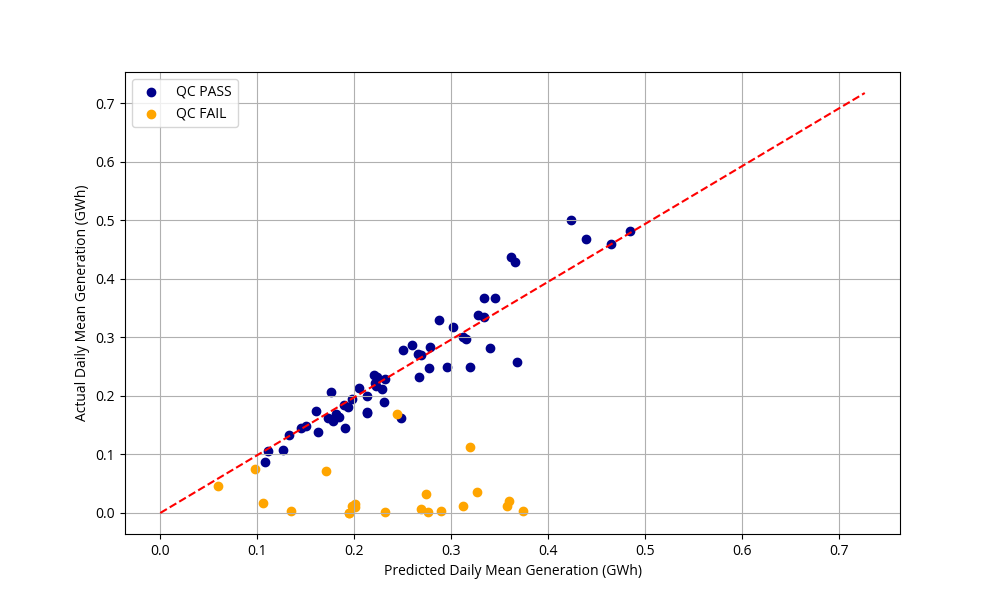 QC PASS
QC FAIL
0.7
0.6
0.5
0.4
0.3
0.2
0.1
0.0
Actual Daily Mean Generation (GWh)
0.0 0.1 0.2 0.3 0.4 0.5 0.6 0.7
Predicted Daily Mean Generation (GWh)